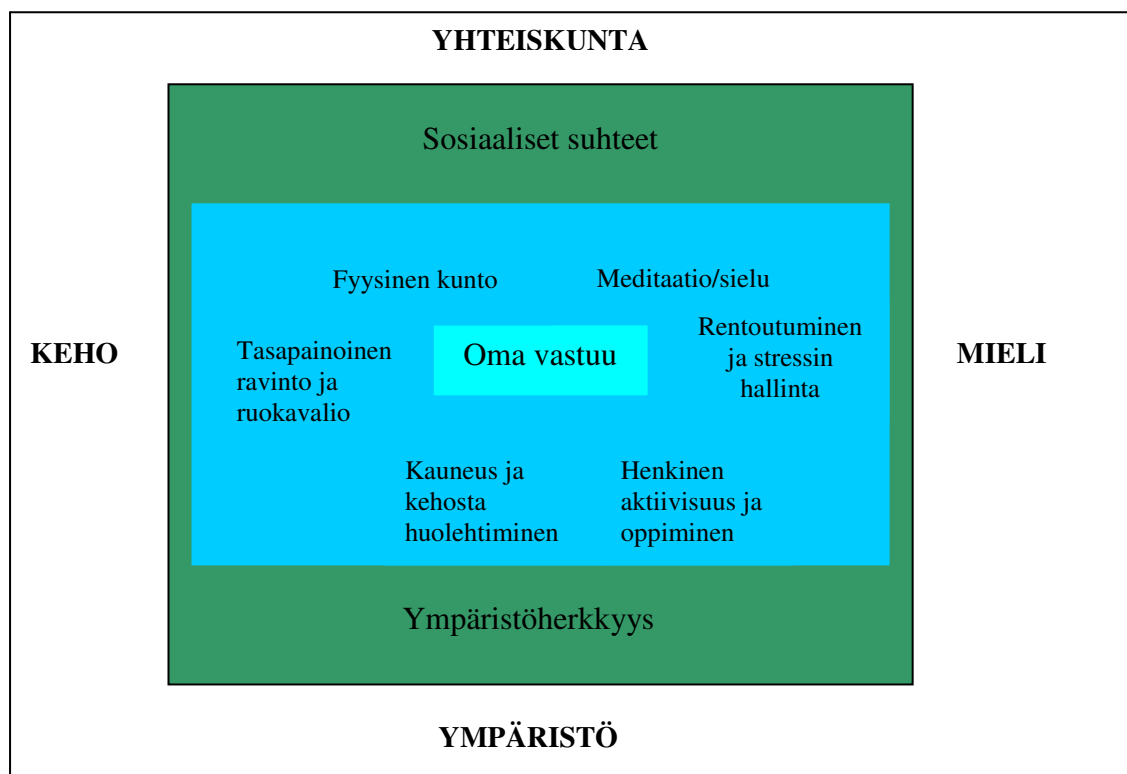 YHTEISKUNTA
Sosiaaliset suhteet
Fyysinen kunto
Meditaatio/sielu
KEHO
Tasapainoinen
ravinto ja
ruokavalio
Oma vastuu
Rentoutuminen
ja stressin
hallinta
MIELI
Kauneus ja
kehosta
huolehtiminen
Henkinen
aktiivisuus ja
oppiminen
Ympäristöherkkyys
YMPÄRISTÖ